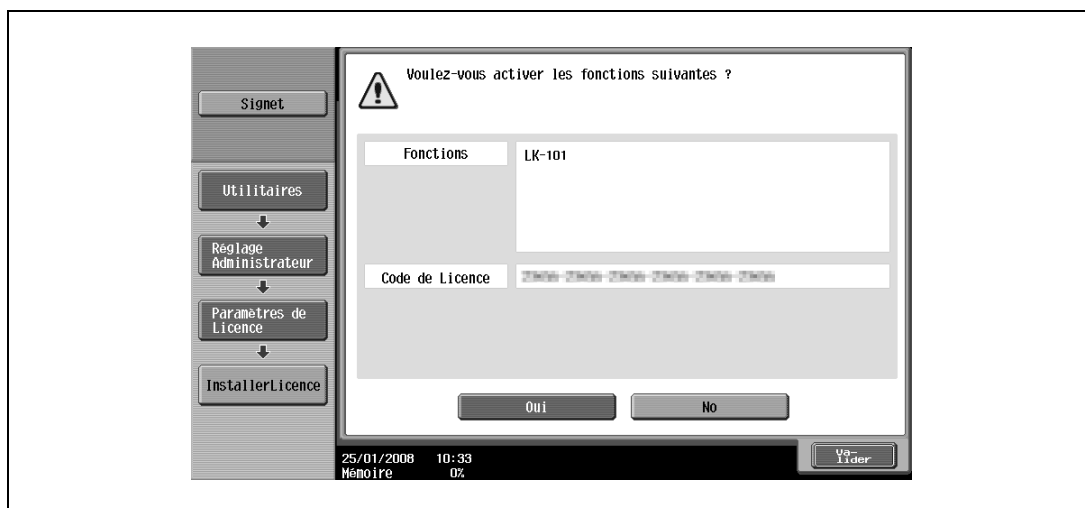 Signet
Utilitaires
Réglage
Administrateur
Paramètres de
Licence
InstallerLicence
Voulez-vous activer les fonctions suivantes ?
Fonctions
LK-101
Code de Licence
Oui
No
25/01/2008 10:33
Mémoire 0%
Va-
lider